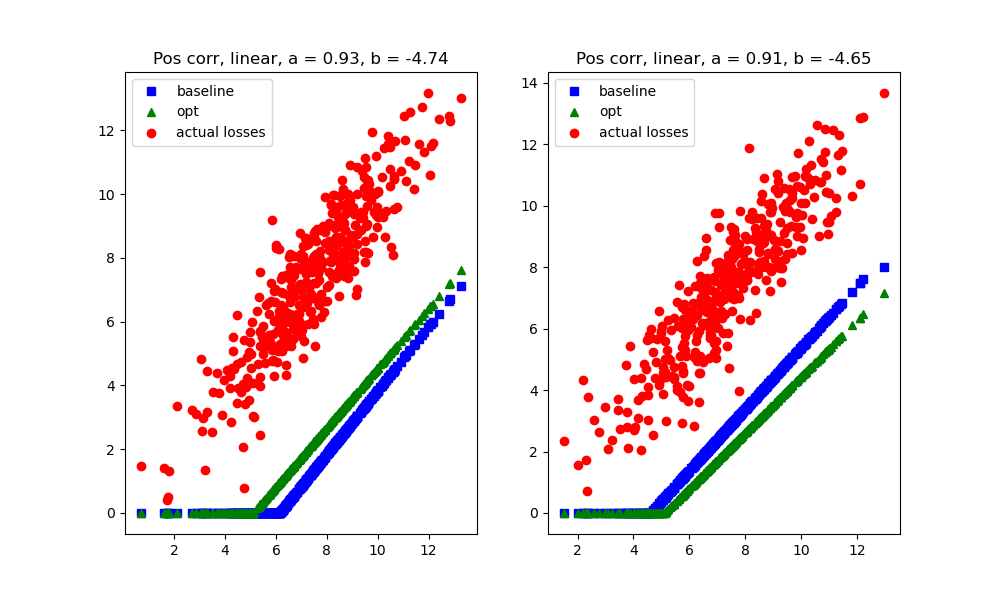 Pos corr, linear, a = 0.93, b = -4.74
baseline
opt
actual losses
12
10
8
6
4
2
0
2 4 6 8 10 12
Pos corr, linear, a = 0.91, b = -4.65
baseline
opt
actual losses
14
12
10
8
6
4
2
0
2 4 6 8 10 12